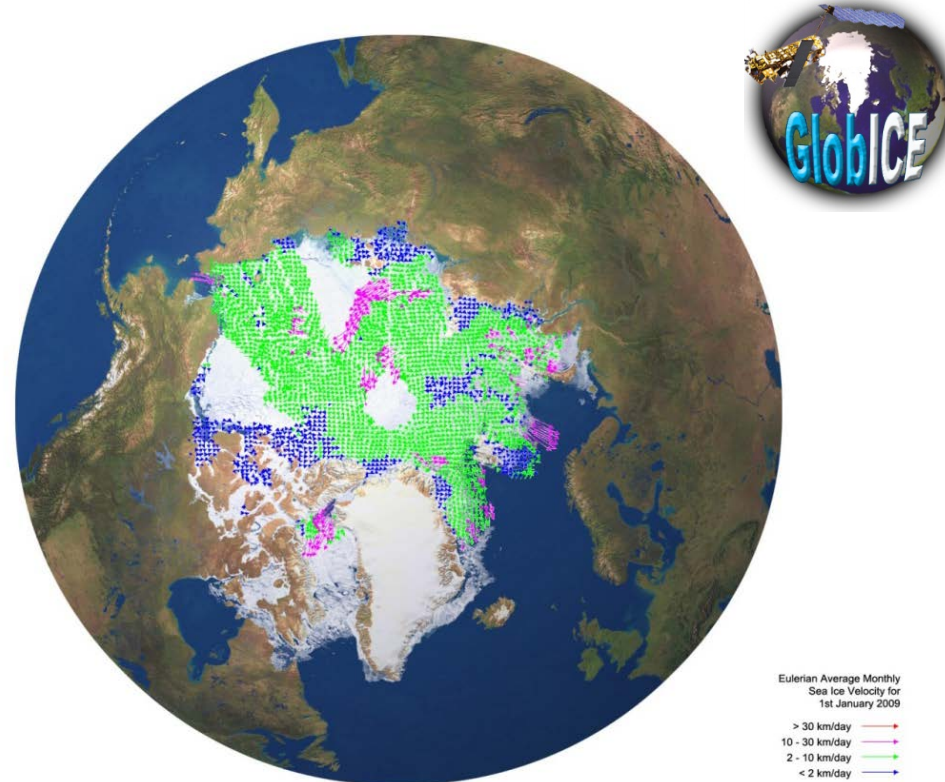 GlobICE
Eulerian Average Monthly
Sea Ice Velocity for
1st January 2009
> 30 km/day
10 - 30 km/day
2 - 10 km/day
< 2 km/day